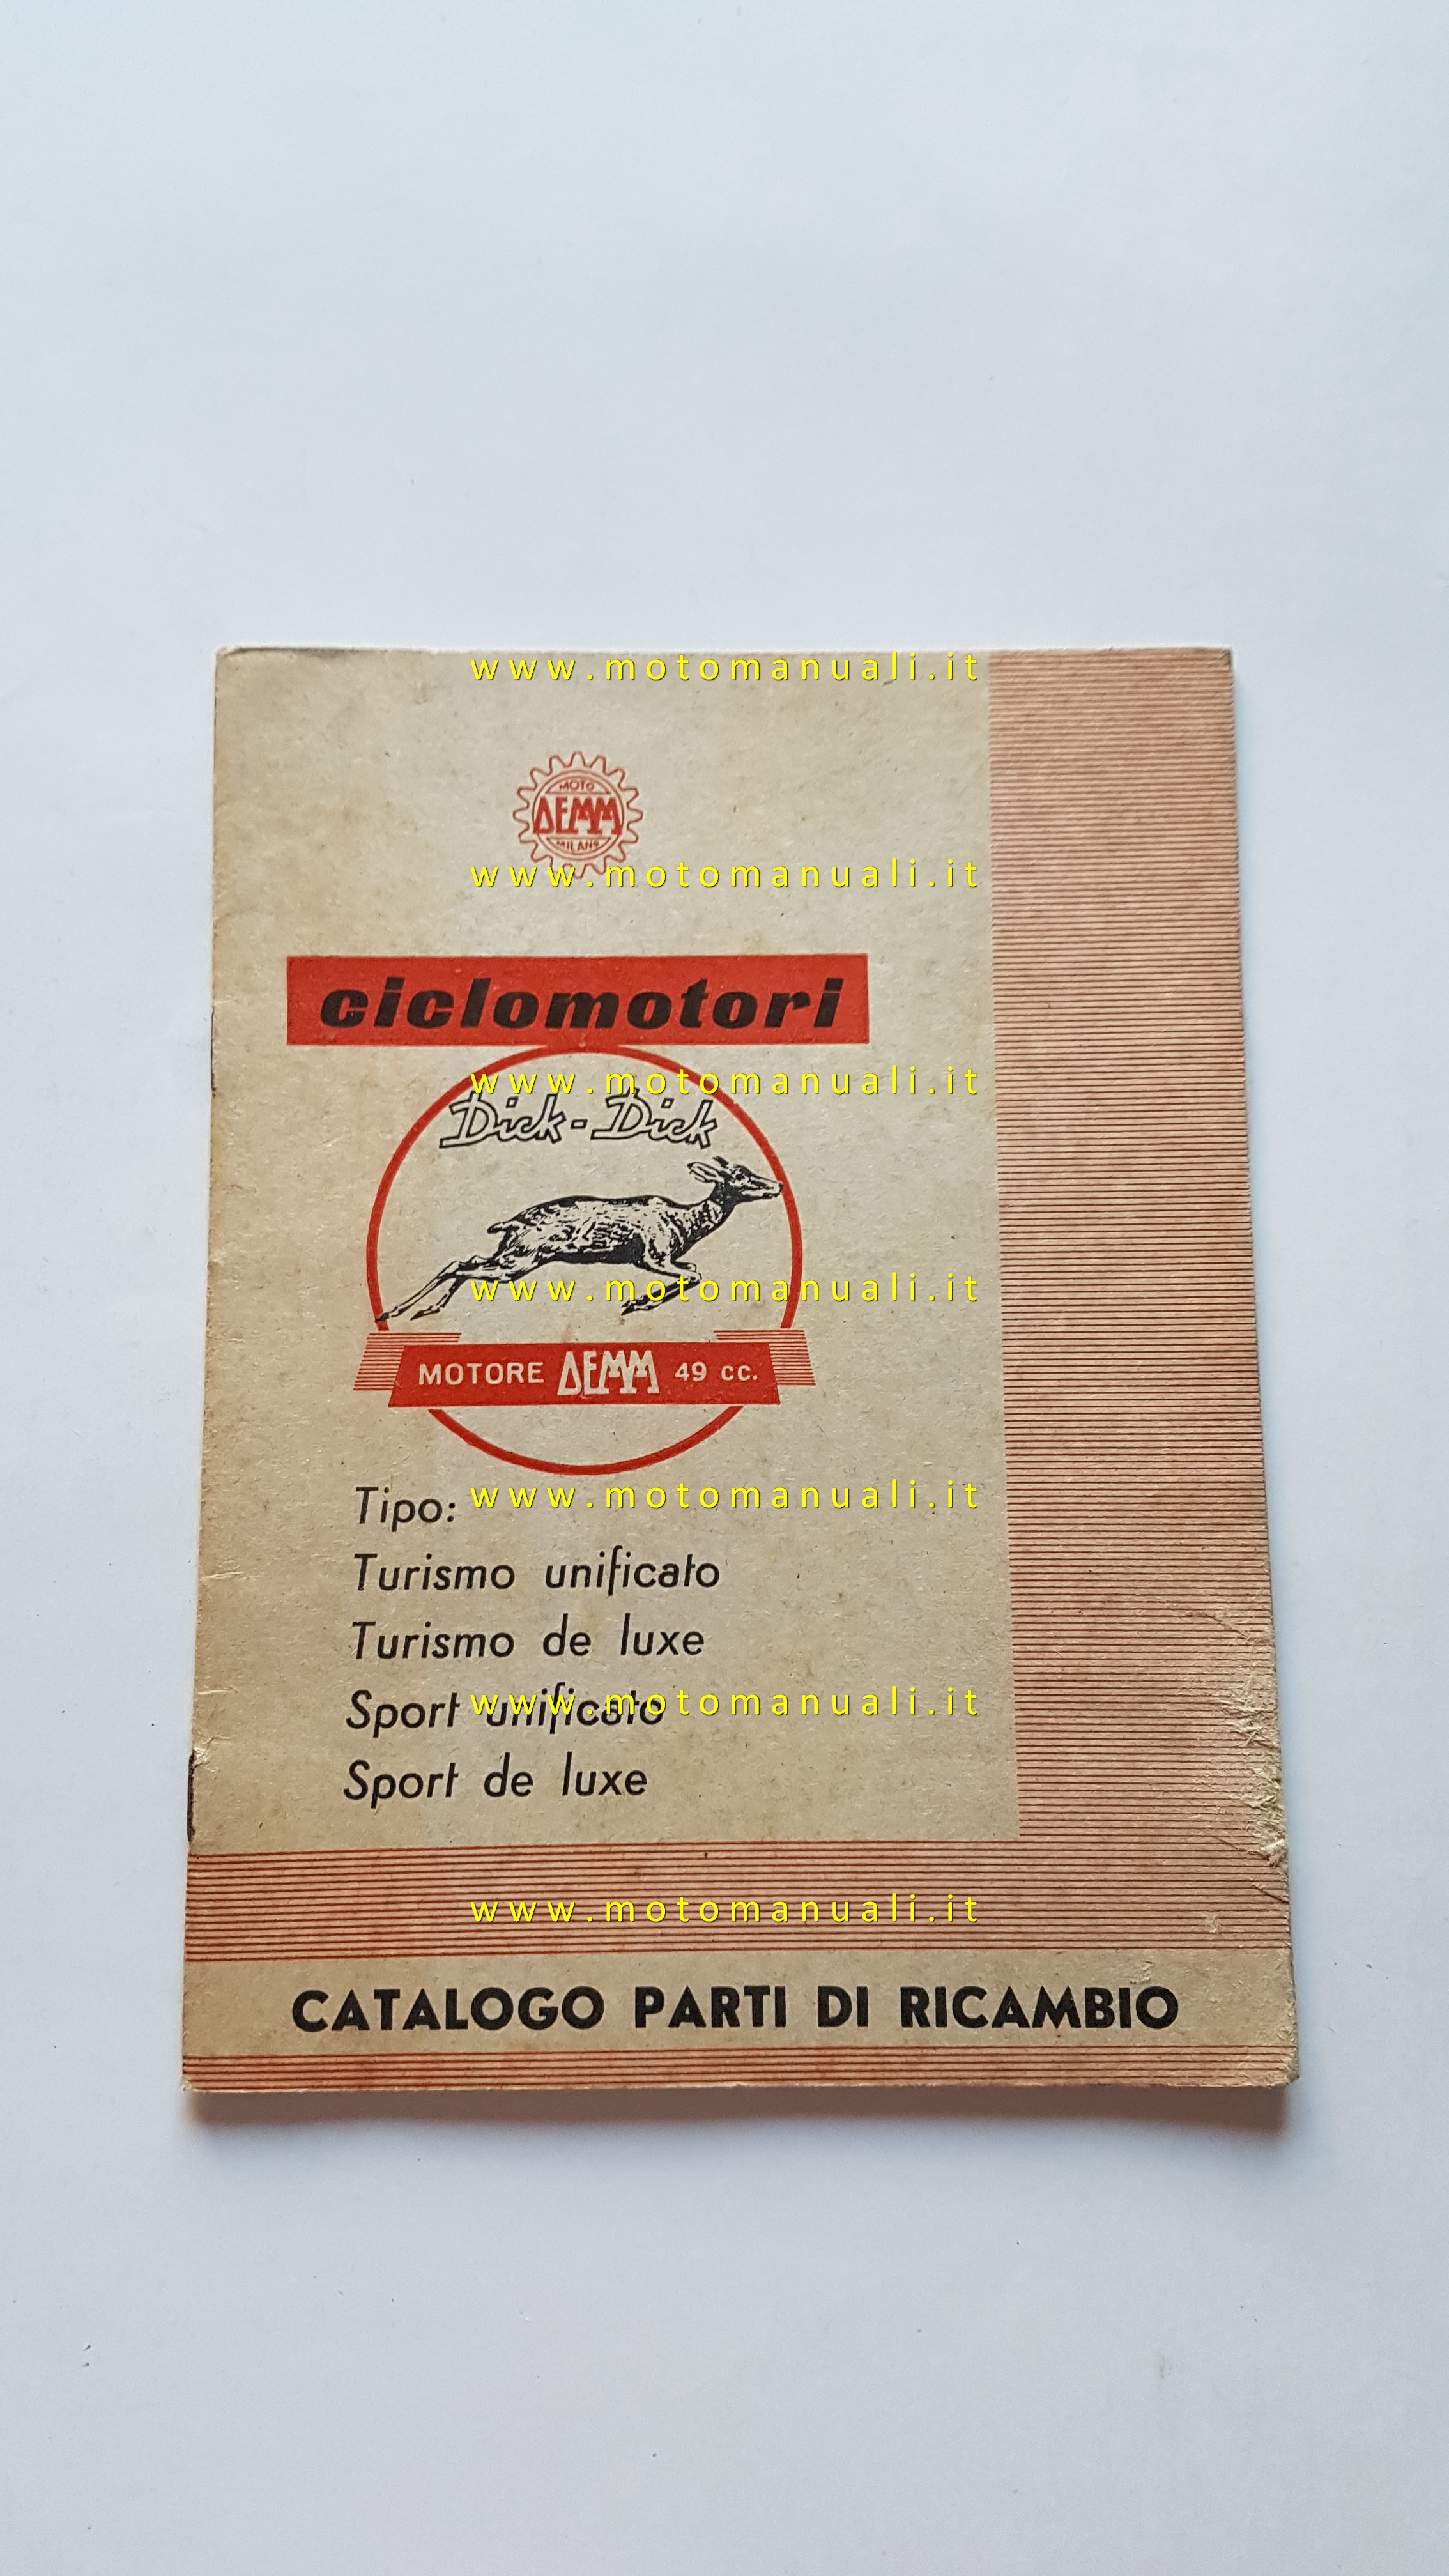 www.motomanuali.it
MOTO
DEMM
MILANO
www.motomanuali.it
ciclomotori
www.motomanuali.it
Dick-Dick
www.motomanuali.it
MOTORE DEMM 49 cc.
Tipo:
www.motomanuali.it
Turismo unificato
Turismo de luxe
Sport unificato
www.motomanuali.it
Sport de luxe
www.motomanuali.it
CATALOGO PARTI DI RICAMBIO